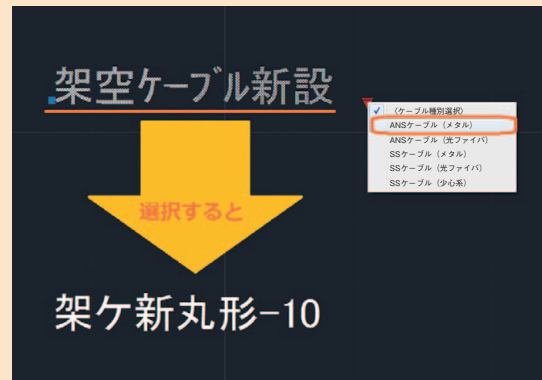 架空ケーブル新設
✓ (ケーブル種別選択)
ANSケーブル (メタル)
ANSケーブル (光ファイバ)
SSケーブル (メタル)
SSケーブル (光ファイバ)
SSケーブル (少心系)
選択すると
架ケ新丸形-10